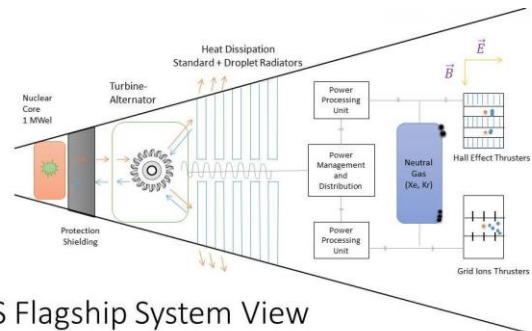 Heat Dissipation
Standard + Droplet Radiators
E
B
Nuclear
Core
1 MWel
Turbine-
Alternator
Power
Processing
Unit
Hall Effect Thrusters
Power
Management
and
Distribution
Neutral
Gas
(Xe, Kr)
Protection
Shielding
Power
Processing
Unit
Grid Ions Thrusters
S Flagship System View